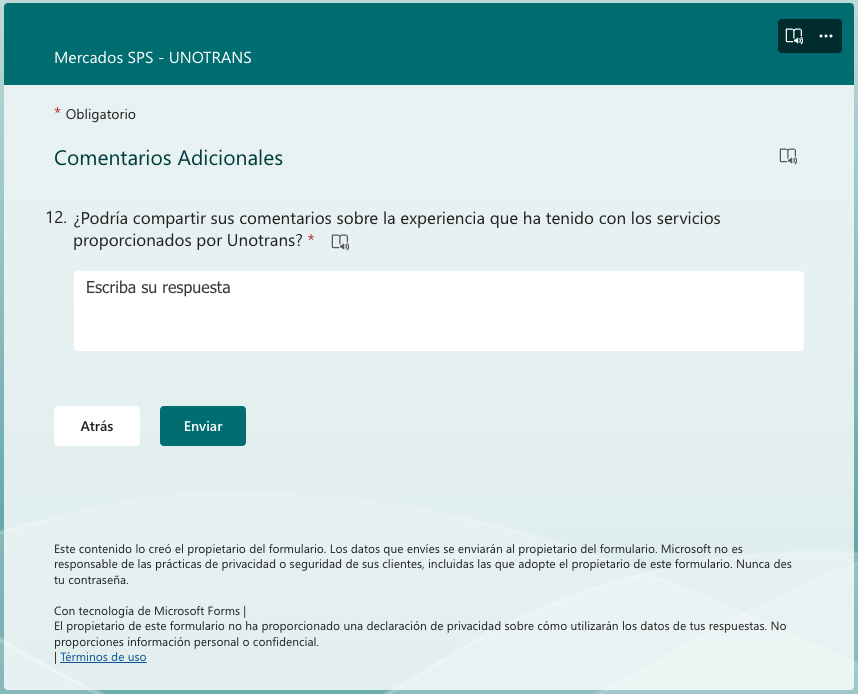 Mercados SPS - UNOTRANS
* Obligatorio
Comentarios Adicionales
12. ¿Podría compartir sus comentarios sobre la experiencia que ha tenido con los servicios
proporcionados por Unotrans? *
Escriba su respuesta
Atrás
Enviar
Este contenido lo creó el propietario del formulario. Los datos que envíes se enviarán al propietario del formulario. Microsoft no es
responsable de las prácticas de privacidad o seguridad de sus clientes, incluidas las que adopte el propietario de este formulario. Nunca des
tu contraseña.
Con tecnología de Microsoft Forms |
El propietario de este formulario no ha proporcionado una declaración de privacidad sobre cómo utilizarán los datos de tus respuestas. No
proporciones información personal o confidencial.
| Términos de uso